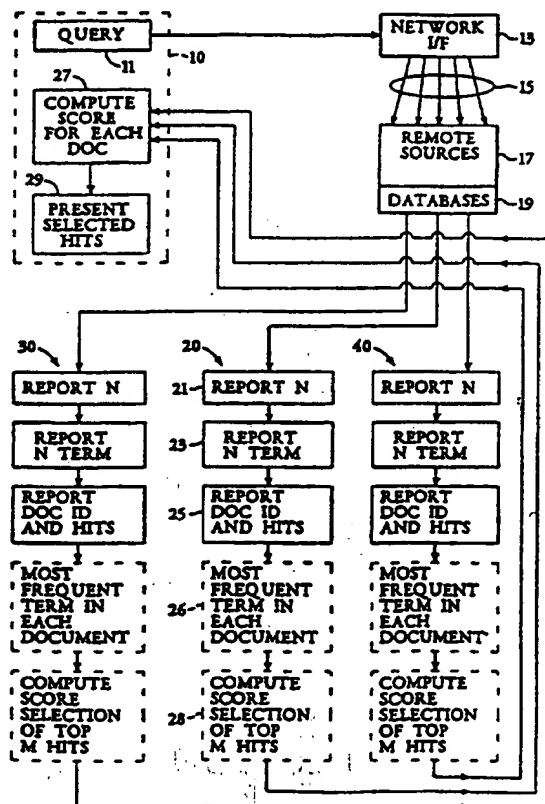 QUERY
11
10
NETWORK
I/F
13
15
27
COMPUTE
SCORE
FOR EACH
DOC
REMOTE
SOURCES
17
29
PRESENT
SELECTED
HITS
DATABASES
19
30
20
40
REPORT N
21
REPORT N
REPORT N
REPORT
N TERM
23
REPORT
N TERM
REPORT
N TERM
REPORT
DOC ID
AND HITS
25
REPORT
DOC ID
AND HITS
REPORT
DOC ID
AND HITS
MOST
FREQUENT
TERM IN
EACH
DOCUMENT
26
MOST
FREQUENT
TERM IN
EACH
DOCUMENT
MOST
FREQUENT
TERM IN
EACH
DOCUMENT
COMPUTE
SCORE
SELECTION
OF TOP
M HITS
28
COMPUTE
SCORE
SELECTION
OF TOP
M HITS
COMPUTE
SCORE
SELECTION
OF TOP
M HITS